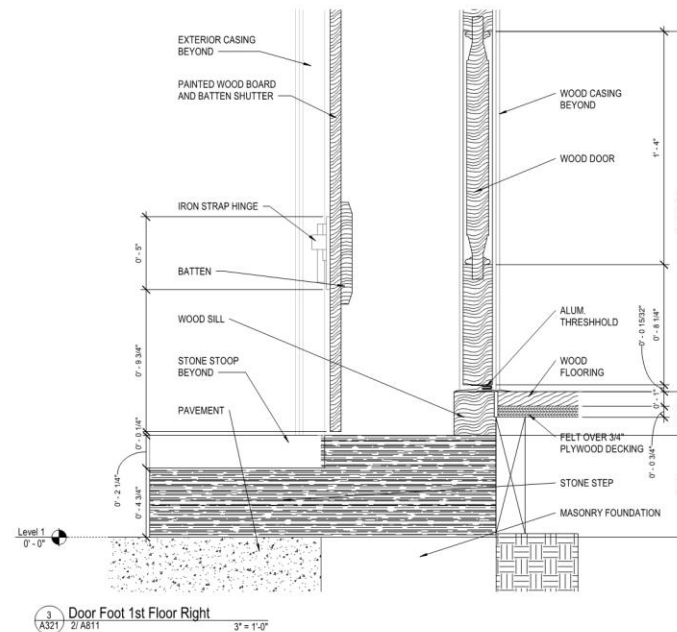 EXTERIOR CASING
BEYOND
PAINTED WOOD BOARD
AND BATTEN SHUTTER
IRON STRAP HINGE
BATTEN
WOOD SILL
STONE STOOP
BEYOND
PAVEMENT
WOOD CASING
BEYOND
WOOD DOOR
ALUM.
THRESHHOLD
WOOD
FLOORING
FELT OVER 3/4"
PLYWOOD DECKING
STONE STEP
MASONRY FOUNDATION
0' - 5"
0' - 9 3/4"
0' - 0 1/4"
0' - 2 1/4"
0' - 4 3/4"
1' - 4"
0' - 8 1/4"
0' - 0 15/32"
0' - 1"
0' - 0 3/4"
Level 1
0' - 0"
3
A321
Door Foot 1st Floor Right
2/ A811
3" = 1'-0"